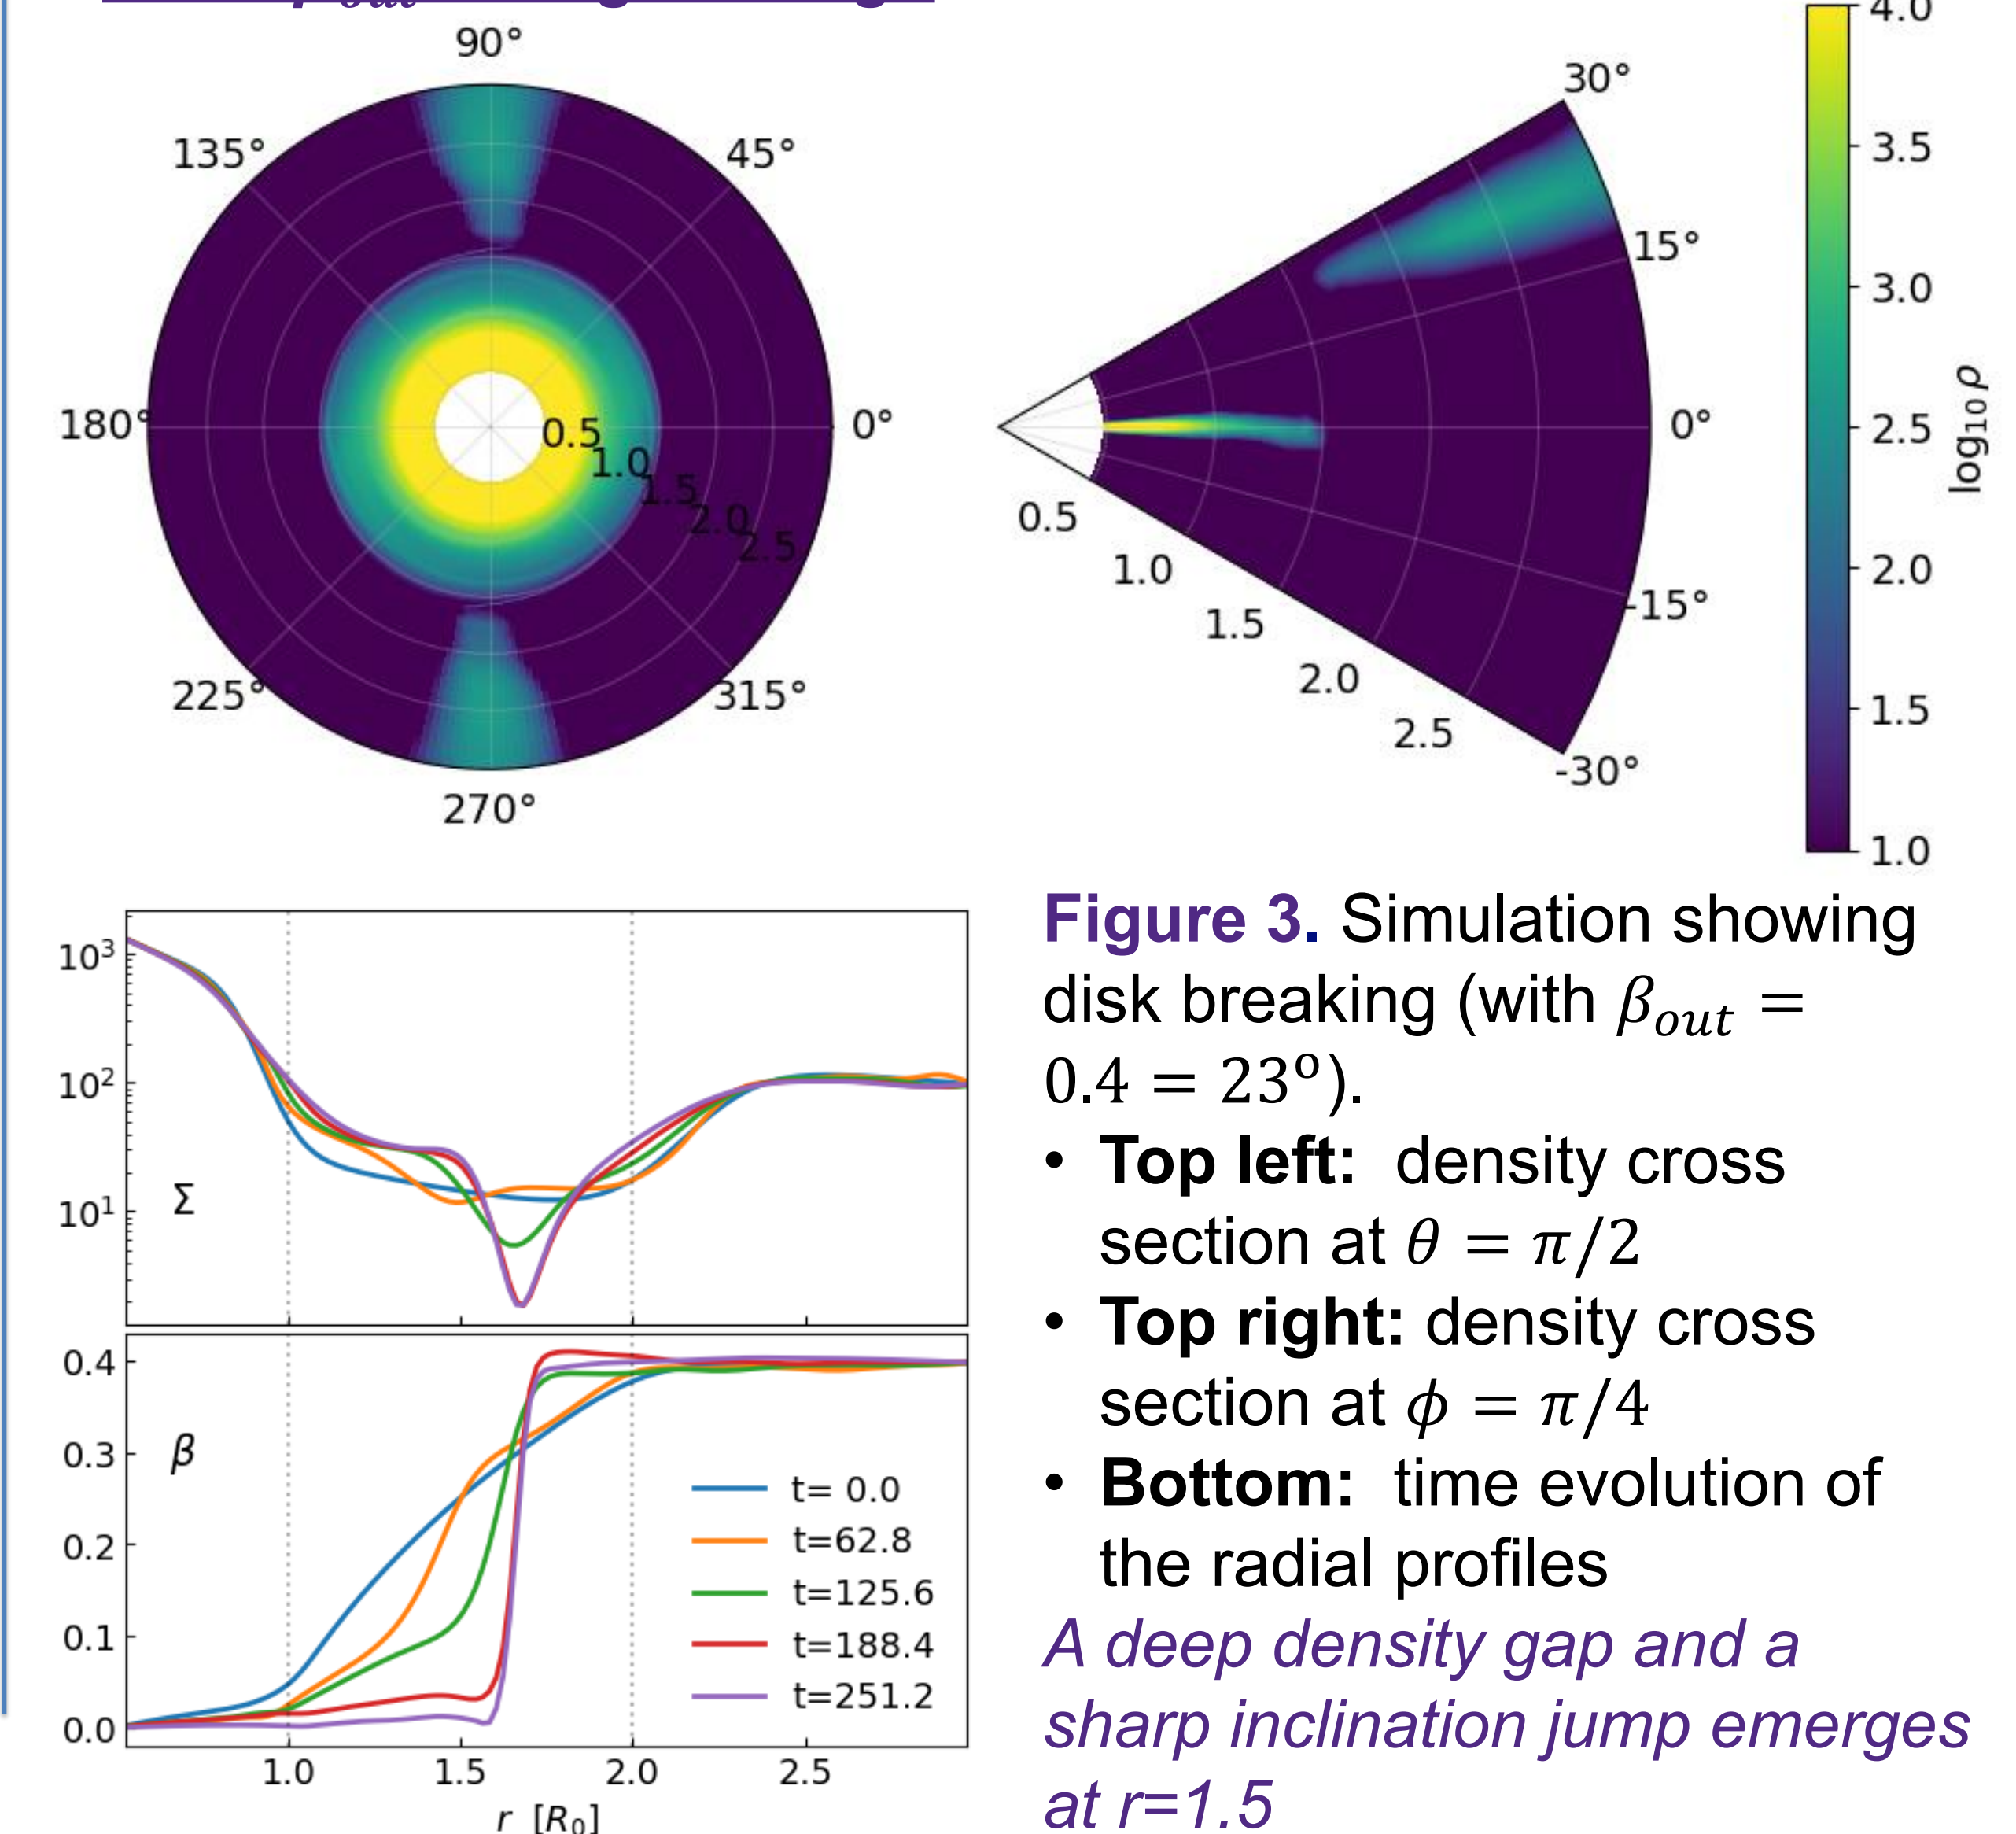 90°
135°
45°
180°
0°
0.5
1.0
1.5
2.0
2.5
225°
315°
270°
30°
15°
0°
-15°
-30°
0.5
1.0
1.5
2.0
2.5
4.0
3.5
3.0
2.5
2.0
1.5
1.0
log₁₀ ρ
10³
10²
10¹
Σ
0.4
0.3
0.2
0.1
0.0
β
t= 0.0
t=62.8
t=125.6
t=188.4
t=251.2
1.0
1.5
2.0
2.5
r [R₀]
Figure 3. Simulation showing
disk breaking (with β_out =
0.4 = 23º).
• Top left: density cross
section at θ = π/2
• Top right: density cross
section at ϕ = π/4
• Bottom: time evolution of
the radial profiles
A deep density gap and a
sharp inclination jump emerges
at r=1.5